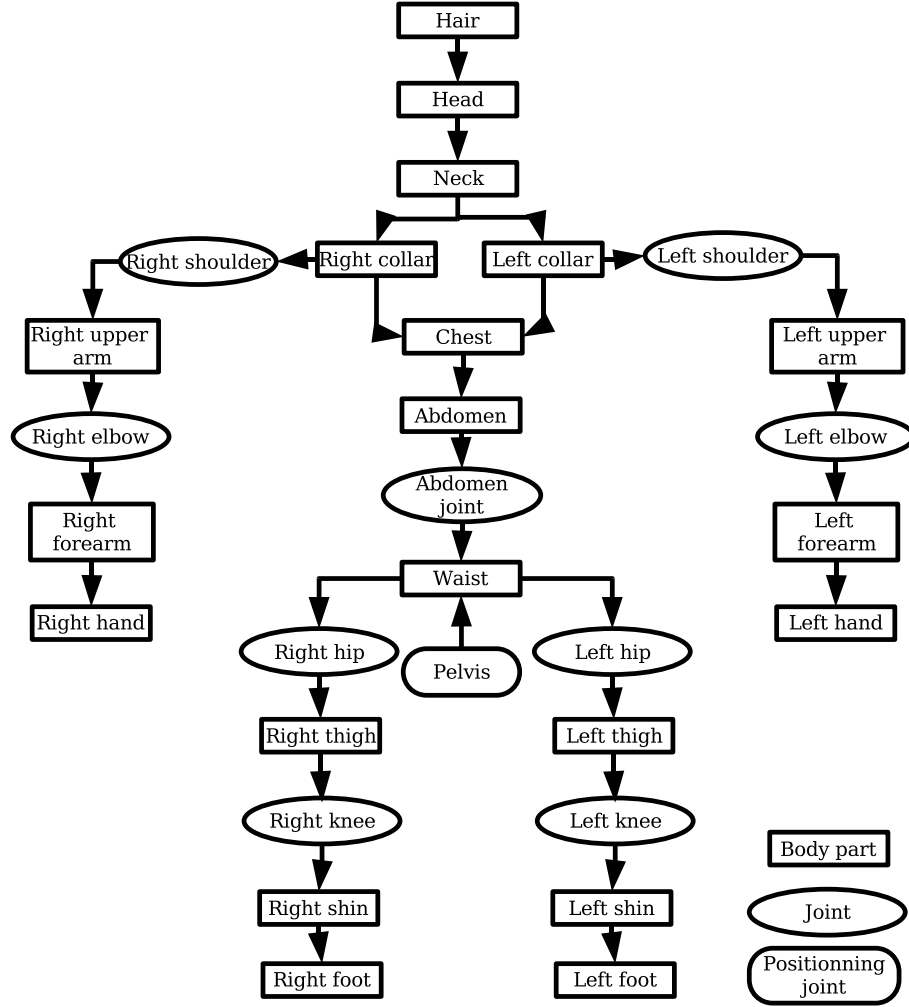 Hair
Head
Neck
Right shoulder
Right collar
Left collar
Left shoulder
Right upper
arm
Chest
Left upper
arm
Abdomen
Right elbow
Left elbow
Abdomen
joint
Right
forearm
Left
forearm
Waist
Right hand
Left hand
Right hip
Pelvis
Left hip
Right thigh
Left thigh
Right knee
Left knee
Body part
Right shin
Left shin
Joint
Right foot
Left foot
Positionning
joint